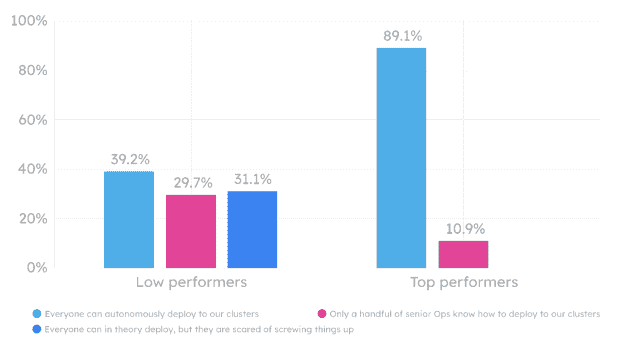 100%
89.1%
80%
60%
39.2%
40%
29.7%
31.1%
20%
10.9%
0%
Low performers
Top performers
Everyone can autonomously deploy to our clusters
Only a handful of senior Ops know how to deploy to our clusters
Everyone can in theory deploy, but they are scared of screwing things up